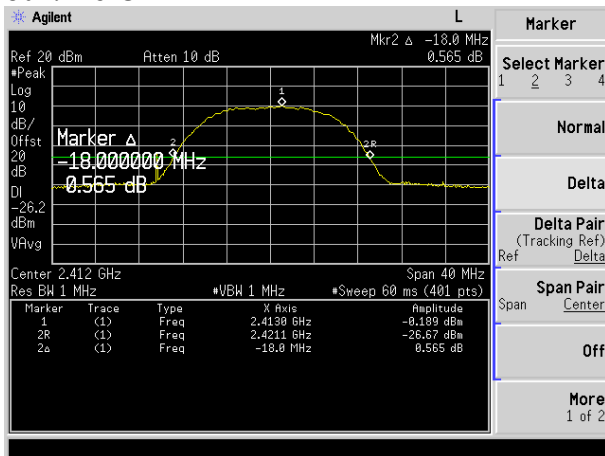 Agilent L
Mkr2 Δ -18.0 MHz
Ref 20 dBm Atten 10 dB 0.565 dB
#Peak
Log
10
dB/
Offst
20
dB
DI
-26.2
dBm
VAvg
1
2
2R
Marker Δ
-18.000000 MHz
0.565 dB
Center 2.412 GHz Span 40 MHz
Res BW 1 MHz #VBW 1 MHz #Sweep 60 ms (401 pts)
Marker Trace Type X Axis Amplitude
1 (1) Freq 2.4130 GHz -0.189 dBm
2R (1) Freq 2.4211 GHz -26.67 dBm
2Δ (1) Freq -18.0 MHz 0.565 dB
Marker
Select Marker
1 2 3 4
Normal
Delta
Delta Pair
(Tracking Ref)
Ref Delta
Span Pair
Span Center
Off
More
1 of 2